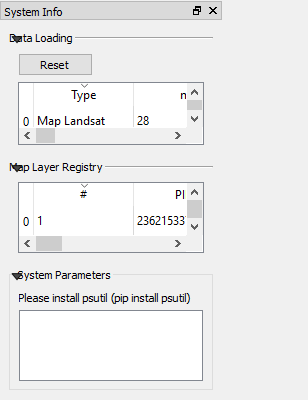 System Info
Data Loading
Reset
Type n
0 Map Landsat 28
Map Layer Registry
# Pl
0 1 23621533
System Parameters
Please install psutil (pip install psutil)